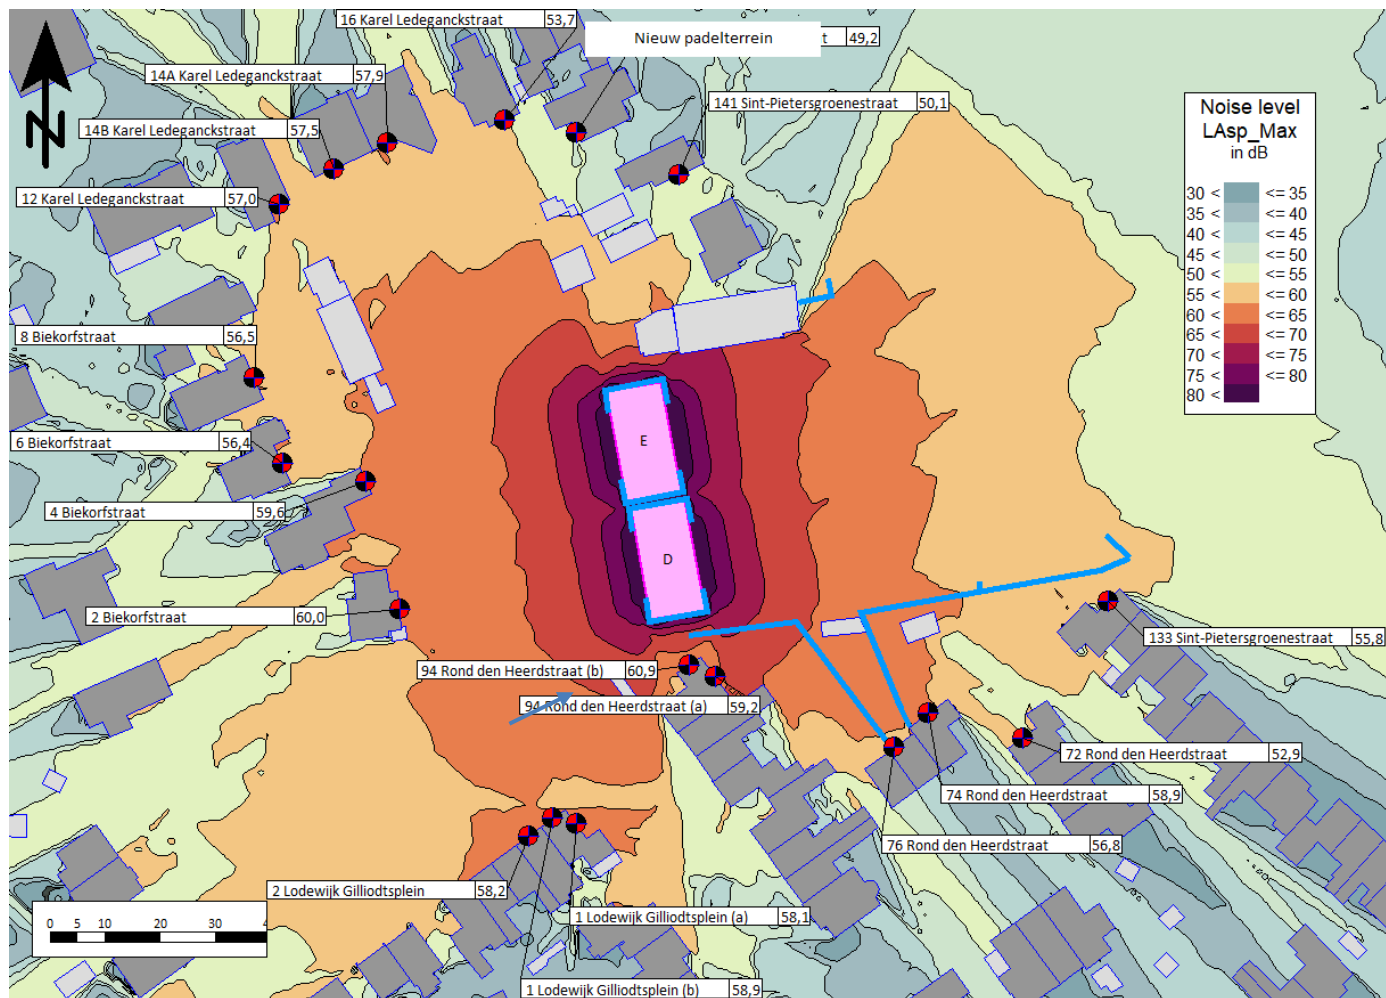 16 Karel Ledeganckstraat 53,7
Nieuw padelterrein
t 49,2
14A Karel Ledeganckstraat 57,9
141 Sint-Pietersgroenestraat 50,1
14B Karel Ledeganckstraat 57,5
12 Karel Ledeganckstraat 57,0
N
Noise level
LAsp_Max
in dB
30 < <= 35
35 < <= 40
40 < <= 45
45 < <= 50
50 < <= 55
55 < <= 60
60 < <= 65
65 < <= 70
70 < <= 75
75 < <= 80
80 <
8 Biekorfstraat 56,5
6 Biekorfstraat 56,4
E
4 Biekorfstraat 59,6
D
2 Biekorfstraat 60,0
133 Sint-Pietersgroenestraat 55,8
94 Rond den Heerdstraat (b) 60,9
94 Rond den Heerdstraat (a) 59,2
72 Rond den Heerdstraat 52,9
74 Rond den Heerdstraat 58,9
76 Rond den Heerdstraat 56,8
2 Lodewijk Gilliodtsplein 58,2
1 Lodewijk Gilliodtsplein (a) 58,1
0 5 10 20 30 4
1 Lodewijk Gilliodtsplein (b) 58,9